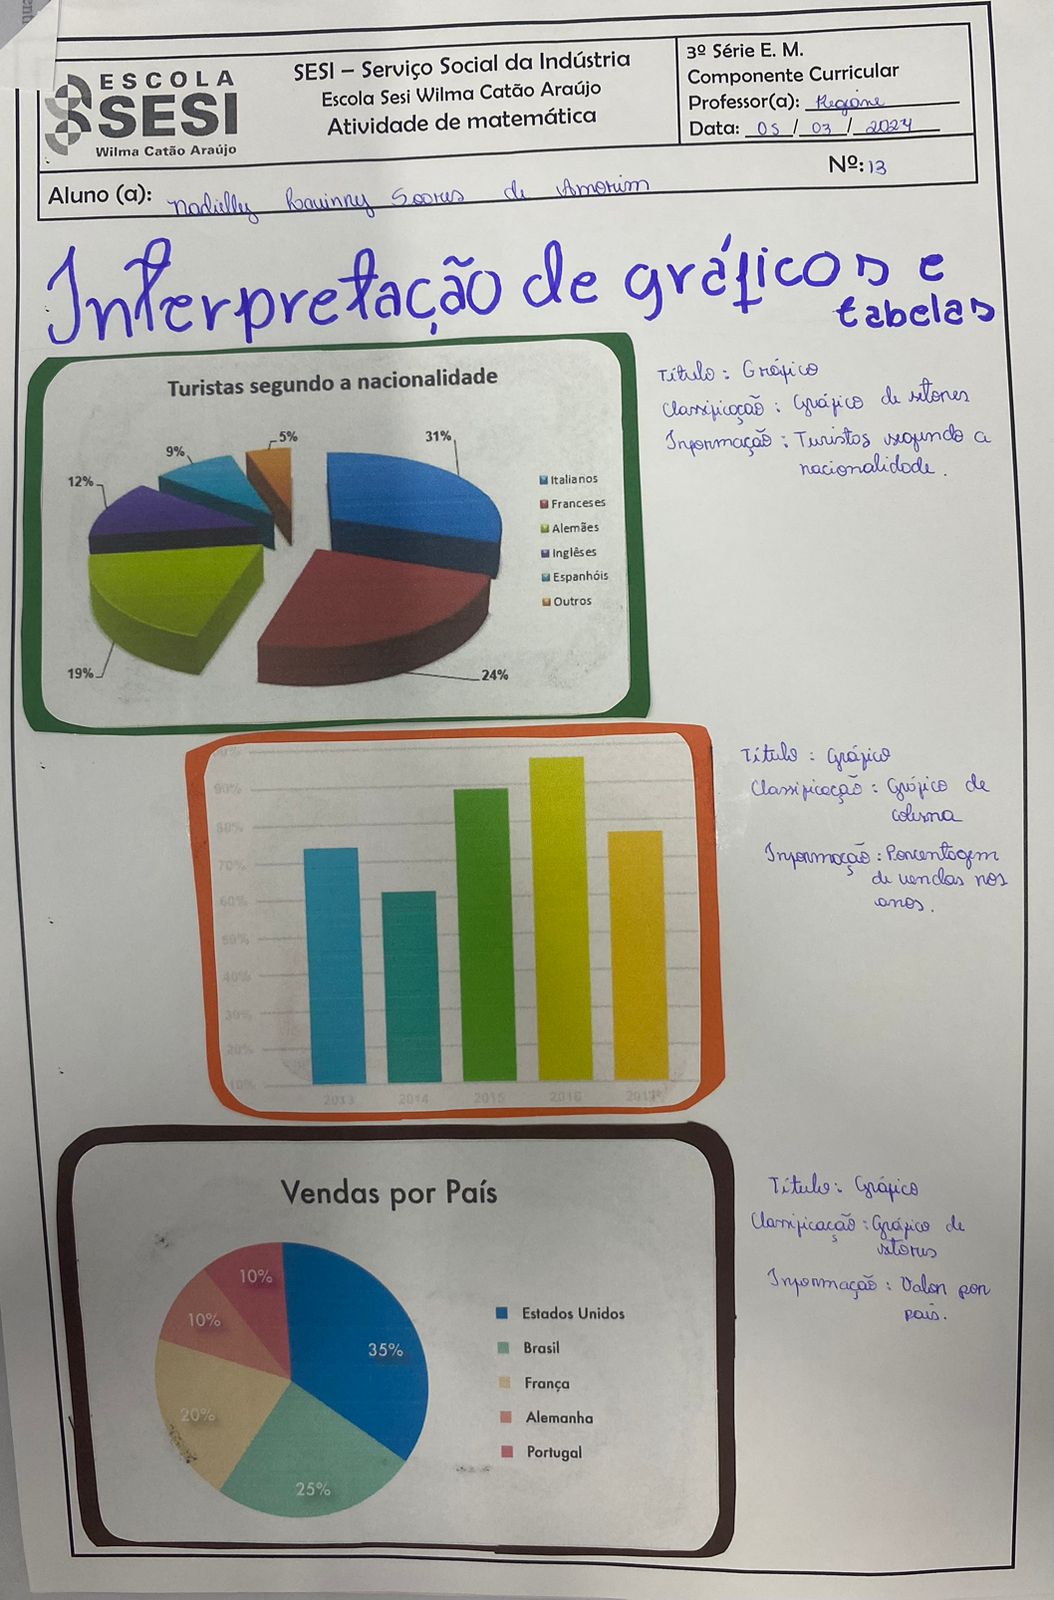 ESCOLA
SESI
Wilma Catão Araújo
SESI – Serviço Social da Indústria
Escola Sesi Wilma Catão Araújo
Atividade de matemática
3º Série E. M.
Componente Curricular
Professor(a): Regiane
Data: 05 / 03 / 2024
Nº: 13
Aluno (a): Nadielly Rauinny Soares de Amorim
Interpretação de gráficos e
tabelas
Turistas segundo a nacionalidade
5%
31%
9%
12%
19%
24%
Italianos
Franceses
Alemães
Inglêses
Espanhóis
Outros
Título : Gráfico
Classificação : Gráfico de setores
Informação : Turistas segundo a
nacionalidade.
90%
80%
70%
60%
50%
40%
30%
20%
10%
2013 2014 2015 2016 2017*
Título : Gráfico
Classificação : Gráfico de
coluna
Informação : Porcentagem
de vendas nos
anos.
Vendas por País
10%
10%
35%
20%
25%
Estados Unidos
Brasil
França
Alemanha
Portugal
Título : Gráfico
Classificação : Gráfico de
setores
Informação : Valor por
país.